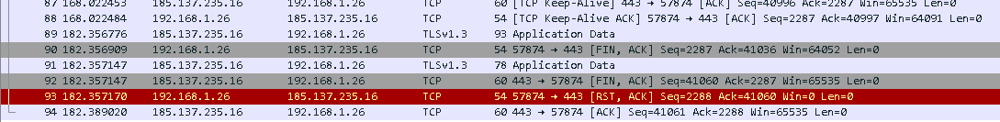 87 168.022453 185.137.235.16 192.168.1.26 TCP 60 [TCP Keep-Alive] 443 → 57874 [ACK] Seq=40996 Ack=2287 Win=65535 Len=0
88 168.022484 192.168.1.26 185.137.235.16 TCP 54 [TCP Keep-Alive ACK] 57874 → 443 [ACK] Seq=2287 Ack=40997 Win=64091 Len=0
89 182.356776 185.137.235.16 192.168.1.26 TLSv1.3 93 Application Data
90 182.356909 192.168.1.26 185.137.235.16 TCP 54 57874 → 443 [FIN, ACK] Seq=2287 Ack=41036 Win=64052 Len=0
91 182.357147 185.137.235.16 192.168.1.26 TLSv1.3 78 Application Data
92 182.357147 185.137.235.16 192.168.1.26 TCP 60 443 → 57874 [FIN, ACK] Seq=41060 Ack=2287 Win=65535 Len=0
93 182.357170 192.168.1.26 185.137.235.16 TCP 54 57874 → 443 [RST, ACK] Seq=2288 Ack=41060 Win=0 Len=0
94 182.389020 185.137.235.16 192.168.1.26 TCP 60 443 → 57874 [ACK] Seq=41061 Ack=2288 Win=65535 Len=0